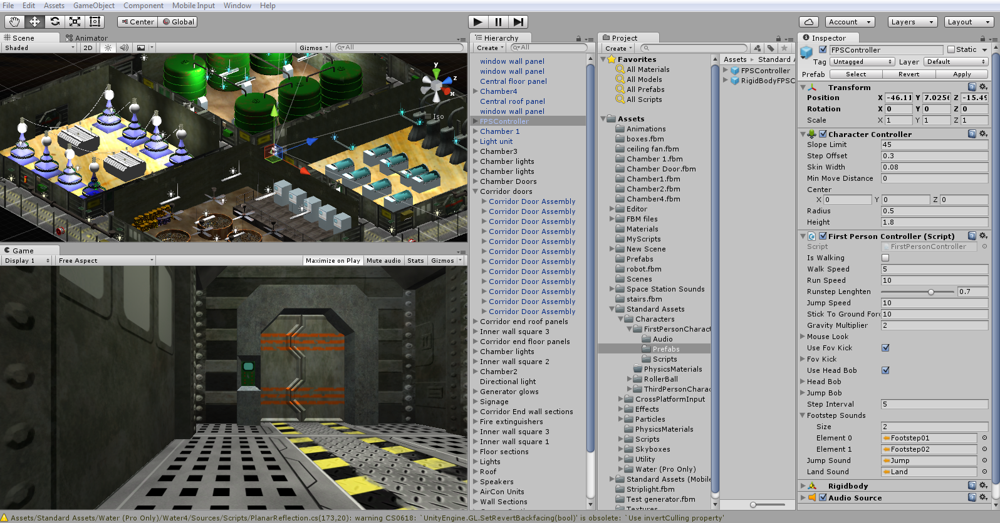 File Edit Assets GameObject Component Mobile Input Window Help
Center Global Account Layers Layout
Scene Animator
Shaded 2D Gizmos All
y z x
Iso
Game
Display 1 Free Aspect Maximize on Play Mute audio Stats Gizmos
Hierarchy
Create All
window wall panel
window wall panel
Central floor panel
Chamber4
Central roof panel
window wall panel
FPSController
Chamber 1
Light unit
Chamber3
Chamber lights
Chamber lights
Chamber Doors
Corridor doors
Corridor Door Assembly
Corridor Door Assembly
Corridor Door Assembly
Corridor Door Assembly
Corridor Door Assembly
Corridor Door Assembly
Corridor Door Assembly
Corridor Door Assembly
Corridor Door Assembly
Corridor Door Assembly
Corridor Door Assembly
Corridor Door Assembly
Corridor end roof panels
Inner wall square 3
Corridor end floor panels
Chamber lights
Inner wall square 2
Chamber2
Directional light
Generator glows
Signage
Corridor End wall sections
Fire extinguishers
Inner wall square 3
Inner wall square 1
Floor sections
Lights
Roof
Speakers
AirCon Units
Wall Sections
Project
Create
Favorites
All Materials
All Models
All Prefabs
All Scripts
Assets
Animations
boxes.fbm
ceiling fan.fbm
Chamber 1.fbm
Chamber Door.fbm
Chamber1.fbm
Chamber2.fbm
Chamber4.fbm
Editor
FBM files
Materials
MyScripts
New Scene
Prefabs
robot.fbm
Scenes
Space Station Sounds
stairs.fbm
Standard Assets
Characters
FirstPersonCharact
Audio
Prefabs
Scripts
PhysicsMaterials
RollerBall
ThirdPersonCharac
CrossPlatformInput
Effects
Particles
PhysicsMaterials
Scripts
Skyboxes
Utility
Water (Pro Only)
Standard Assets (Mobile
Striplight.fbm
Test generator.fbm
Textures
Assets Standard A
FPSController
RigidBodyFPSC
Inspector
FPSController Static
Tag Untagged Layer Default
Prefab Select Revert Apply
Transform
Position X -46.11 Y 7.0256 Z -15.49
Rotation X 0 Y 0 Z 0
Scale X 1 Y 1 Z 1
Character Controller
Slope Limit 45
Step Offset 0.3
Skin Width 0.08
Min Move Distance 0
Center
X 0 Y 0 Z 0
Radius 0.5
Height 1.8
First Person Controller (Script)
Script FirstPersonController
Is Walking
Walk Speed 5
Run Speed 10
Runstep Lenghten 0.7
Jump Speed 10
Stick To Ground Forc 10
Gravity Multiplier 2
Mouse Look
Use Fov Kick
Fov Kick
Use Head Bob
Head Bob
Jump Bob
Step Interval 5
Footstep Sounds
Size 2
Element 0 Footstep01
Element 1 Footstep02
Jump Sound Jump
Land Sound Land
Rigidbody
Audio Source
Assets/Standard Assets/Water (Pro Only)/Water4/Sources/Scripts/PlanarReflection.cs(173,20): warning CS0618: `UnityEngine.GL.SetRevertBackfacing(bool)' is obsolete: `Use invertCulling property'